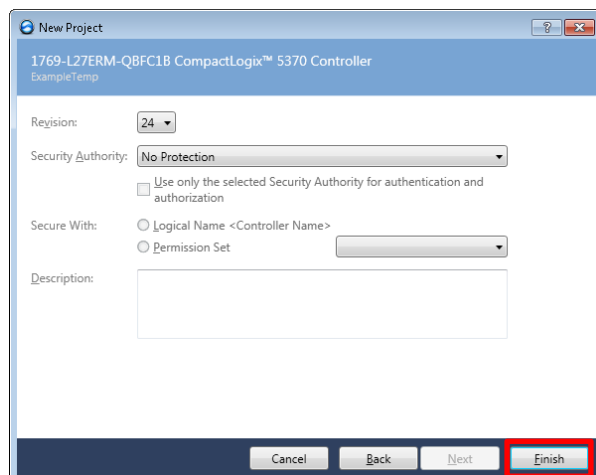 New Project
?
1769-L27ERM-QBFC1B CompactLogix™ 5370 Controller
ExampleTemp
Revision:
24
Security Authority:
No Protection
Use only the selected Security Authority for authentication and
authorization
Secure With:
Logical Name <Controller Name>
Permission Set
Description:
Cancel
Back
Next
Finish